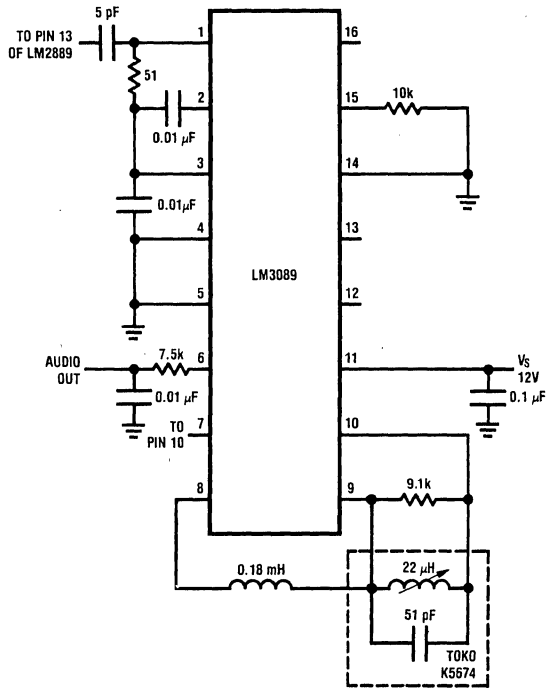 5 pF
TO PIN 13
OF LM2889
1
16
51
2
15
10k
0.01 µF
3
14
0.01µF
4
13
LM3089
5
12
AUDIO
OUT
7.5k
6
11
VS
12V
0.01 µF
0.1 µF
TO
PIN 10
7
10
8
9
9.1k
0.18 mH
22 µH
51 pF
TOKO
K5674